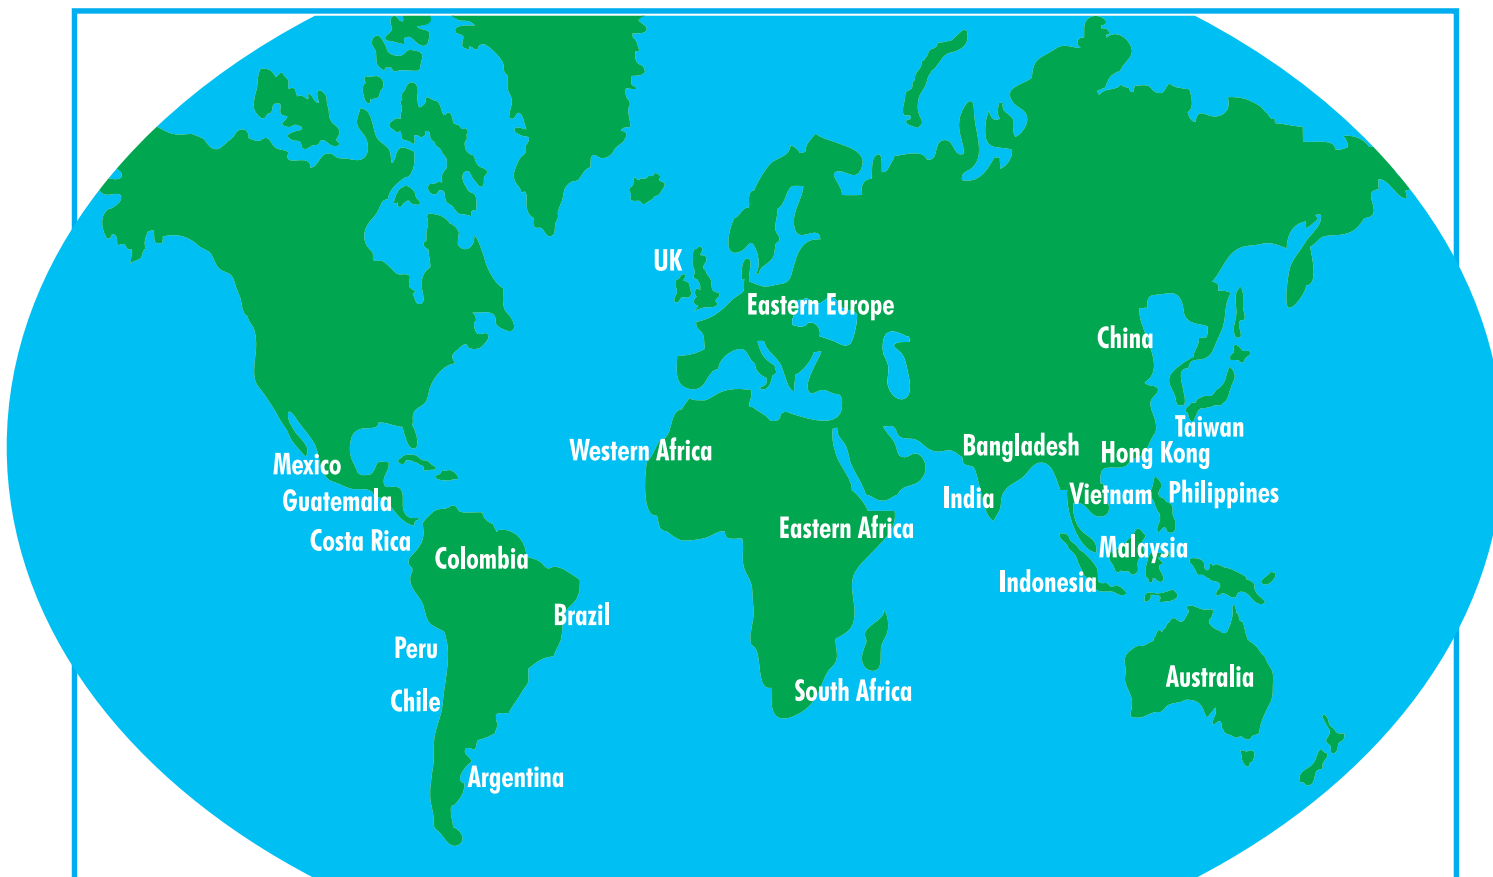 UK
Eastern Europe
China
Taiwan
Western Africa
Bangladesh
Hong Kong
Mexico
India
Vietnam
Philippines
Guatemala
Eastern Africa
Costa Rica
Colombia
Malaysia
Indonesia
Brazil
Peru
Australia
South Africa
Chile
Argentina